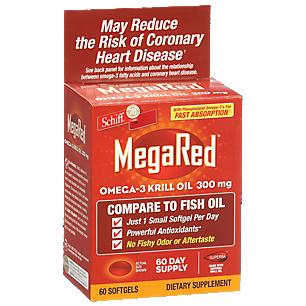 May Reduce
the Risk of Coronary
Heart Disease†
See back panel for information about the relationship
between omega-3 fatty acids and coronary heart disease.
Schiff
With Phospholipid Omega-3's For
FAST ABSORPTION*
MegaRed®
OMEGA-3 KRILL OIL 300 mg
COMPARE TO FISH OIL
Just 1 Small Softgel Per Day
Powerful Antioxidants*
No Fishy Odor or Aftertaste
ACTUAL
SIZE
60 DAY
SUPPLY
SUPERBA
60 SOFTGELS
DIETARY SUPPLEMENT